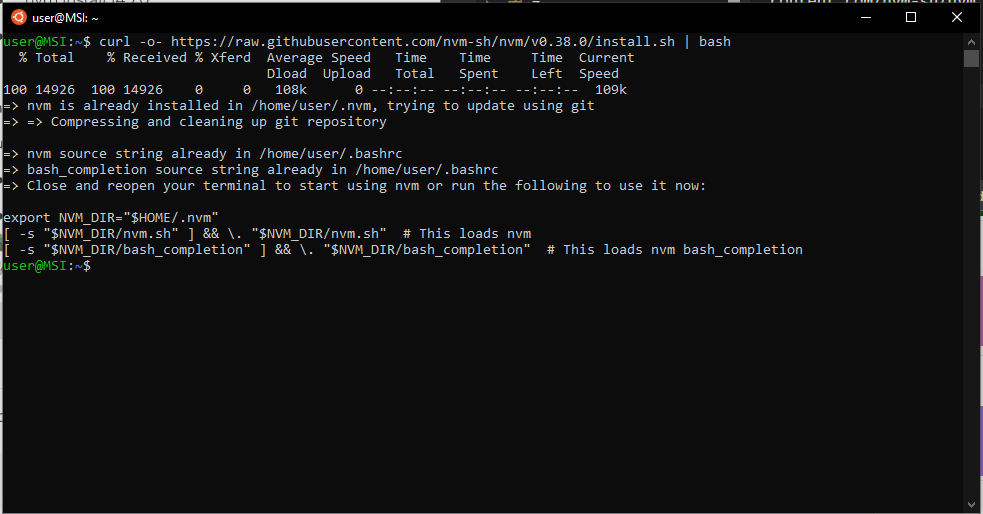 user@MSI: ~
user@MSI:~$ curl -o- https://raw.githubusercontent.com/nvm-sh/nvm/v0.38.0/install.sh | bash
  % Total    % Received % Xferd  Average Speed   Time    Time     Time  Current
                                 Dload  Upload   Total   Spent    Left  Speed
100 14926  100 14926    0     0   108k      0 --:--:-- --:--:-- --:--:--  109k
=> nvm is already installed in /home/user/.nvm, trying to update using git
=> => Compressing and cleaning up git repository

=> nvm source string already in /home/user/.bashrc
=> bash_completion source string already in /home/user/.bashrc
=> Close and reopen your terminal to start using nvm or run the following to use it now:

export NVM_DIR="$HOME/.nvm"
[ -s "$NVM_DIR/nvm.sh" ] && \. "$NVM_DIR/nvm.sh"  # This loads nvm
[ -s "$NVM_DIR/bash_completion" ] && \. "$NVM_DIR/bash_completion"  # This loads nvm bash_completion
user@MSI:~$